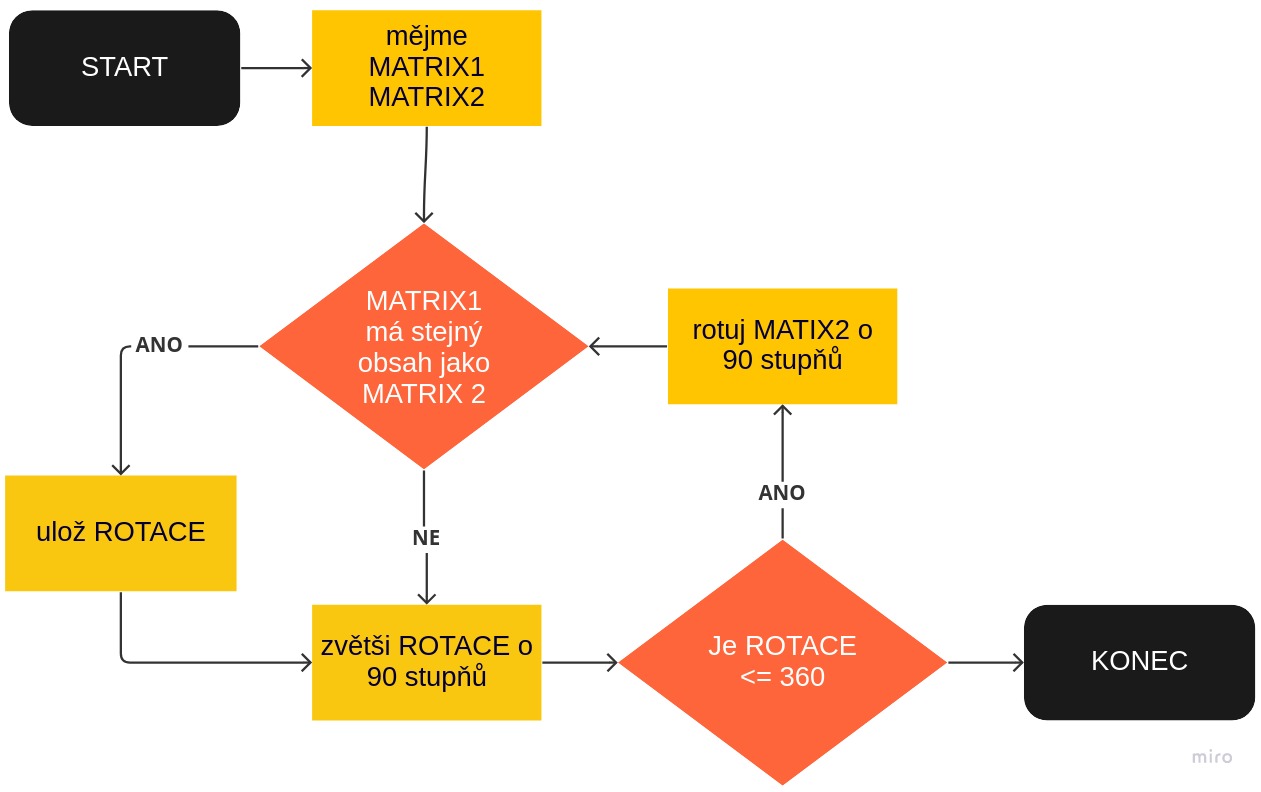 START
mějme
MATRIX1
MATRIX2
MATRIX1
má stejný
obsah jako
MATRIX 2
rotuj MATIX2 o
90 stupňů
ANO
ANO
ulož ROTACE
NE
zvětši ROTACE o
90 stupňů
Je ROTACE
<= 360
KONEC
miro